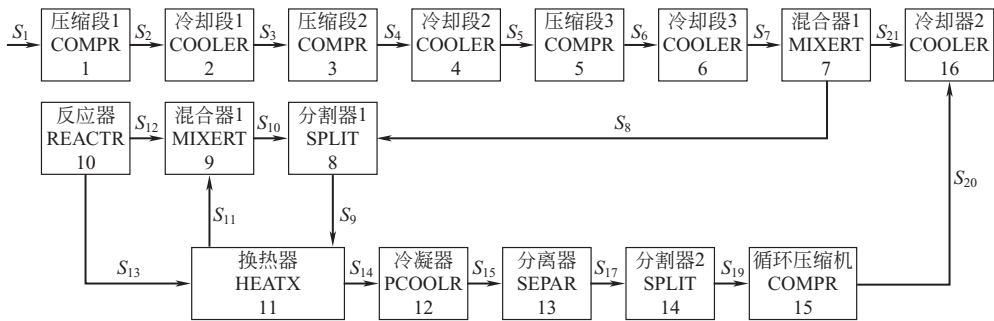 S₁
压缩段1
COMPR
1
S₂
冷却段1
COOLER
2
S₃
压缩段2
COMPR
3
S₄
冷却段2
COOLER
4
S₅
压缩段3
COMPR
5
S₆
冷却段3
COOLER
6
S₇
混合器1
MIXERT
7
S₂₁
冷却器2
COOLER
16
反应器
REACTR
10
S₁₂
混合器1
MIXERT
9
S₁₀
分割器1
SPLIT
8
S₈
S₂₀
S₁₁
S₉
S₁₃
换热器
HEATX
11
S₁₄
冷凝器
PCOOLR
12
S₁₅
分离器
SEPAR
13
S₁₇
分割器2
SPLIT
14
S₁₉
循环压缩机
COMPR
15